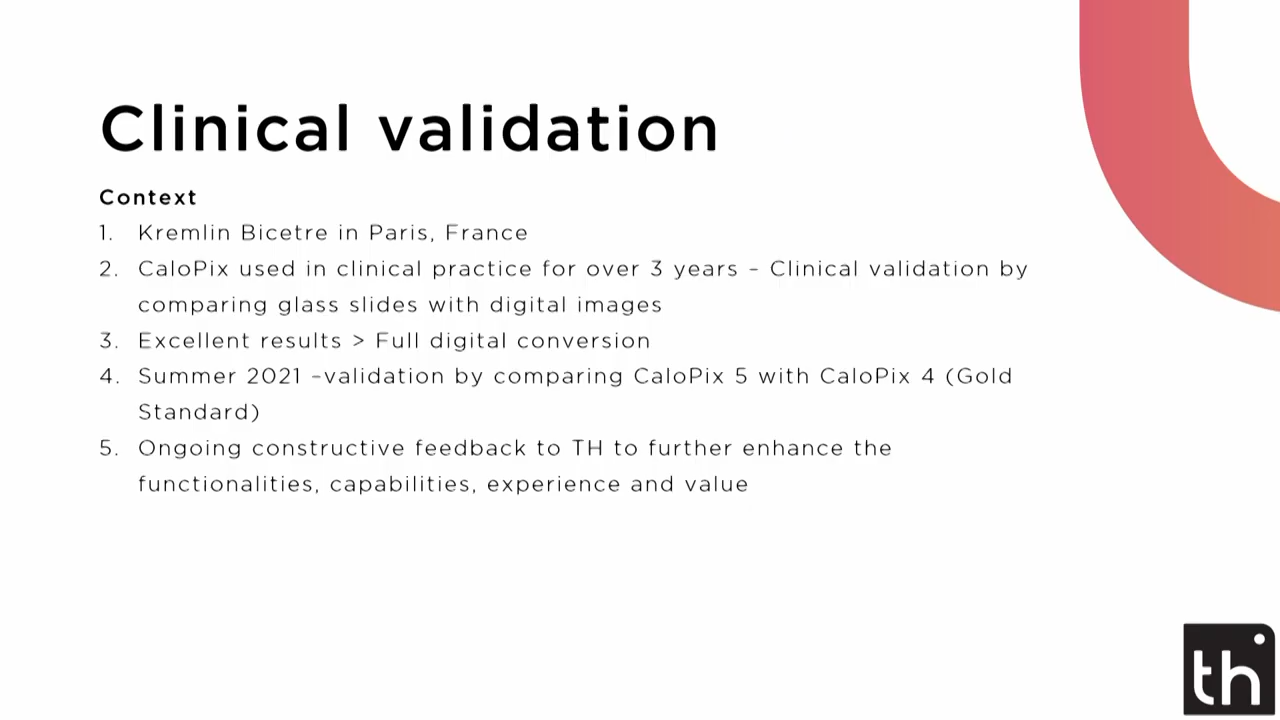 Clinical validation
Context
1. Kremlin Bicetre in Paris, France
2. CaloPix used in clinical practice for over 3 years – Clinical validation by
comparing glass slides with digital images
3. Excellent results > Full digital conversion
4. Summer 2021 –validation by comparing CaloPix 5 with CaloPix 4 (Gold
Standard)
5. Ongoing constructive feedback to TH to further enhance the
functionalities, capabilities, experience and value
th